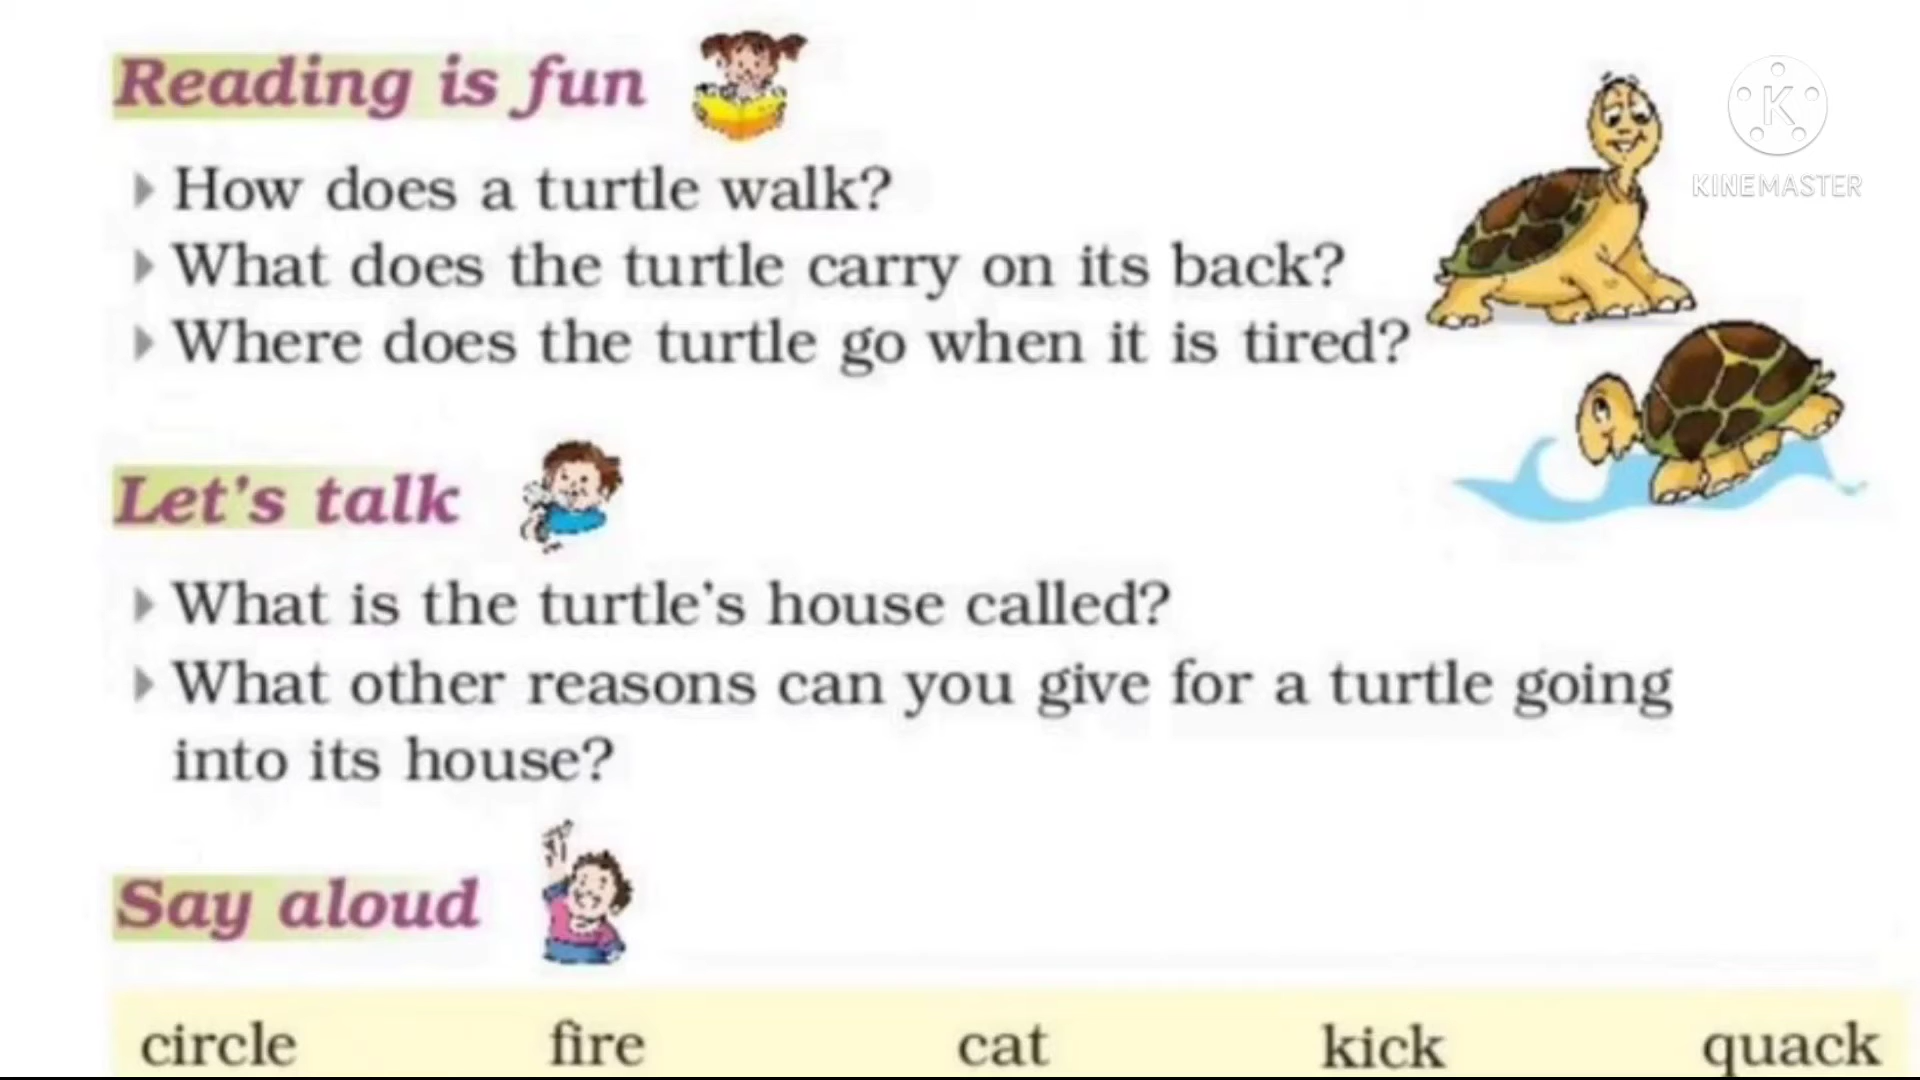 Reading is fun
How does a turtle walk?
What does the turtle carry on its back?
Where does the turtle go when it is tired?
K
KINEMASTER
Let's talk
What is the turtle's house called?
What other reasons can you give for a turtle going
into its house?
Say aloud
circle fire cat kick quack